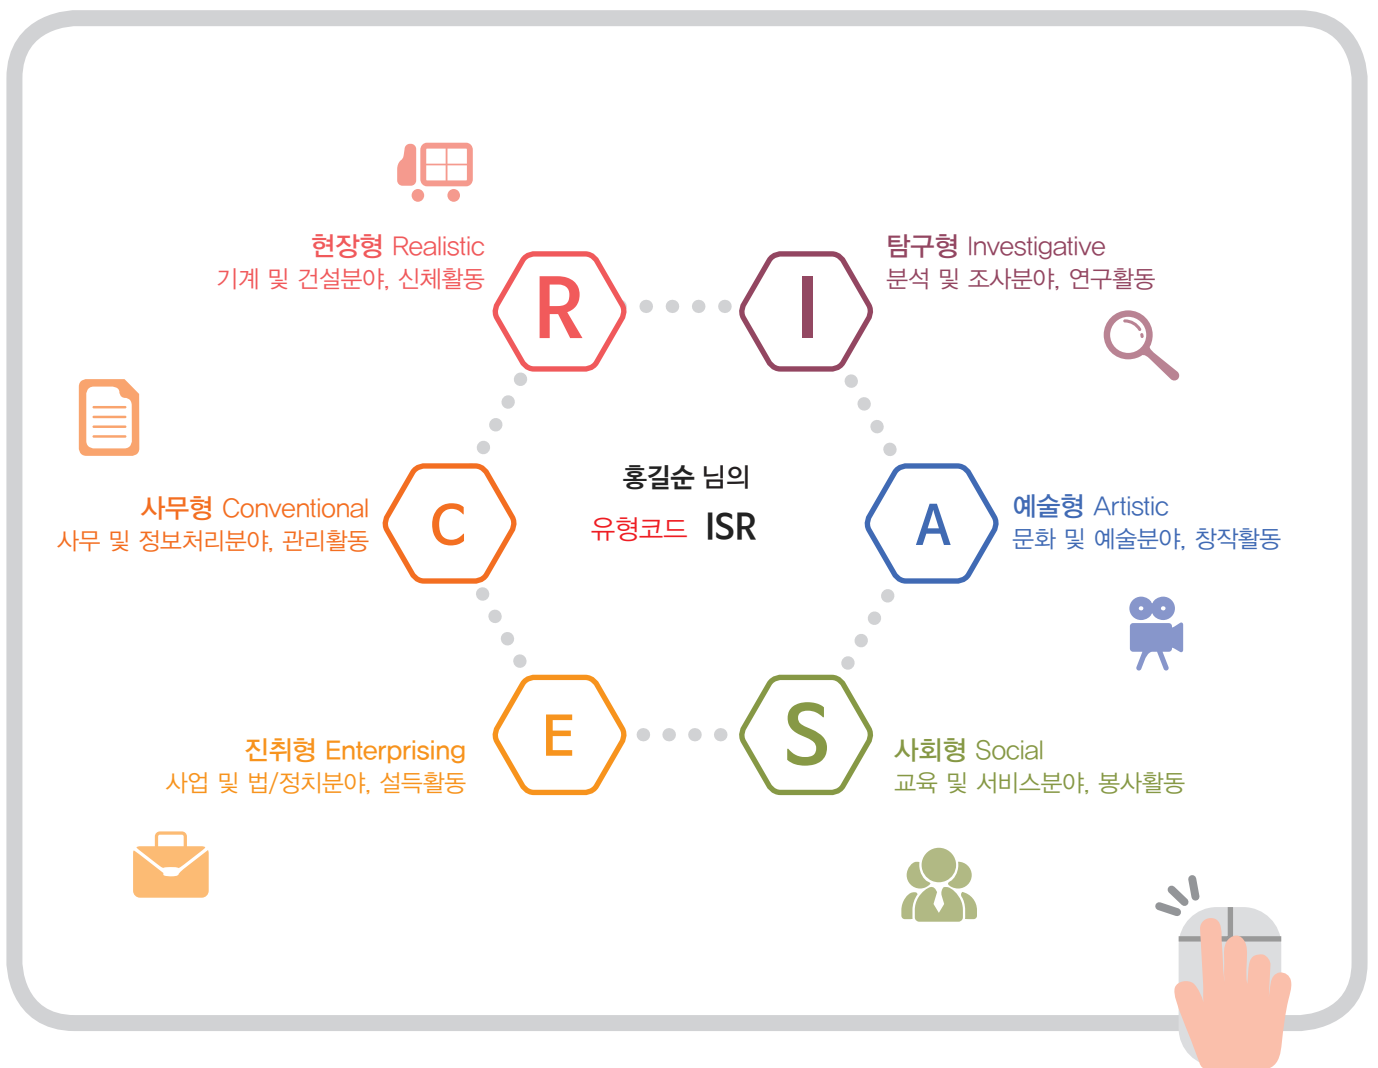 현장형 Realistic
기계 및 건설분야, 신체활동
R
I
탐구형 Investigative
분석 및 조사분야, 연구활동
사무형 Conventional
사무 및 정보처리분야, 관리활동
C
홍길순 님의
유형코드 ISR
A
예술형 Artistic
문화 및 예술분야, 창작활동
진취형 Enterprising
사업 및 법/정치분야, 설득활동
E
S
사회형 Social
교육 및 서비스분야, 봉사활동